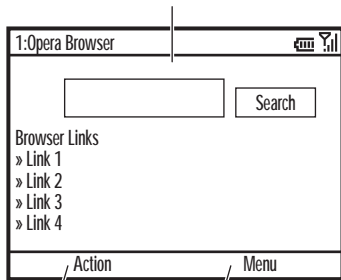 1:Opera Browser
Search
Browser Links
» Link 1
» Link 2
» Link 3
» Link 4
Action Menu